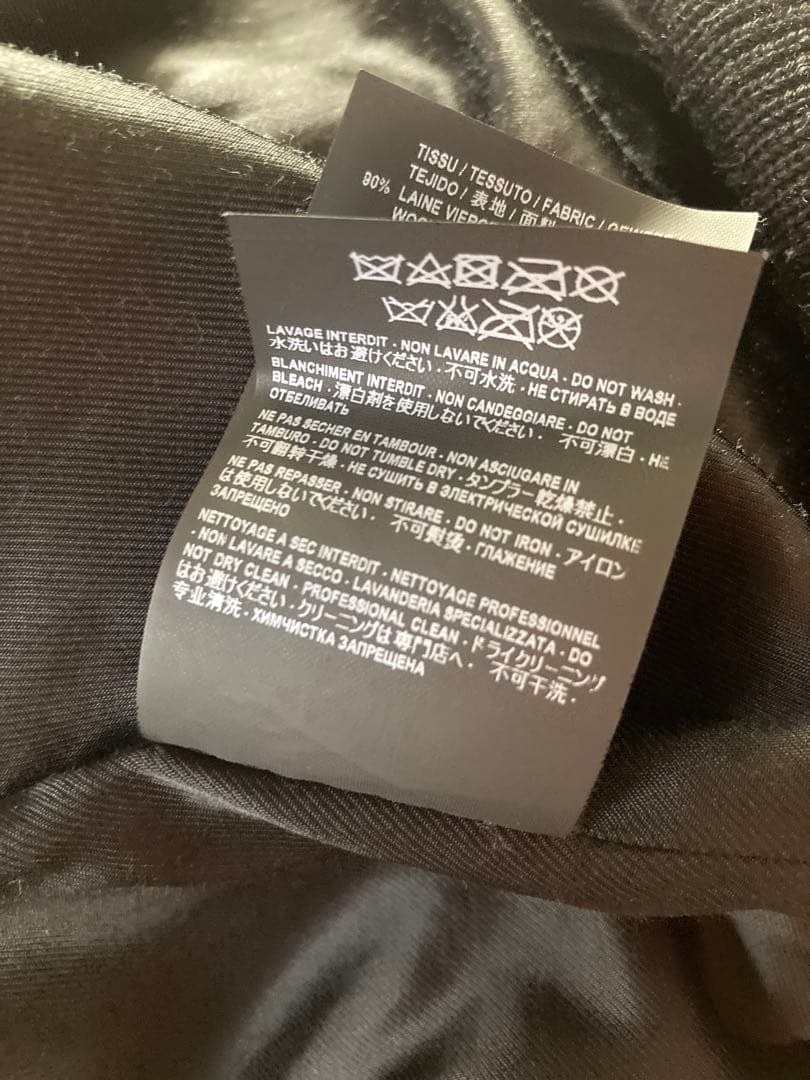 TISSU / TESSUTO / FABRIC /
TEJIDO / 表地 / 面料
80% LAINE
LAVAGE INTERDIT · NON LAVARE IN ACQUA · DO NOT WASH ·
水洗いはお避けください · 不可水洗 · НЕ СТИРАТЬ В ВОДЕ
BLANCHIMENT INTERDIT · NON CANDEGGIARE · DO NOT
BLEACH · 漂白剤を使用しないでください · 不可漂白 · НЕ
ОТБЕЛИВАТЬ
NE PAS SECHER EN TAMBOUR · NON ASCIUGARE IN
TAMBURO · DO NOT TUMBLE DRY · タンブラー乾燥禁止 ·
不可翻转干燥 · НЕ СУШИТЬ В ЭЛЕКТРИЧЕСКОЙ СУШИЛКЕ
NE PAS REPASSER · NON STIRARE · DO NOT IRON · アイロン
は使用しないでください · 不可熨烫 · ГЛАЖЕНИЕ
ЗАПРЕЩЕНО
NETTOYAGE A SEC INTERDIT · NETTOYAGE PROFESSIONNEL
· NON LAVARE A SECCO · LAVANDERIA SPECIALIZZATA · DO
NOT DRY CLEAN · PROFESSIONAL CLEAN · ドライクリーニング
はお避けください · クリーニングは専門店へ · 不可干洗 ·
专业清洗 · ХИМЧИСТКА ЗАПРЕЩЕНА